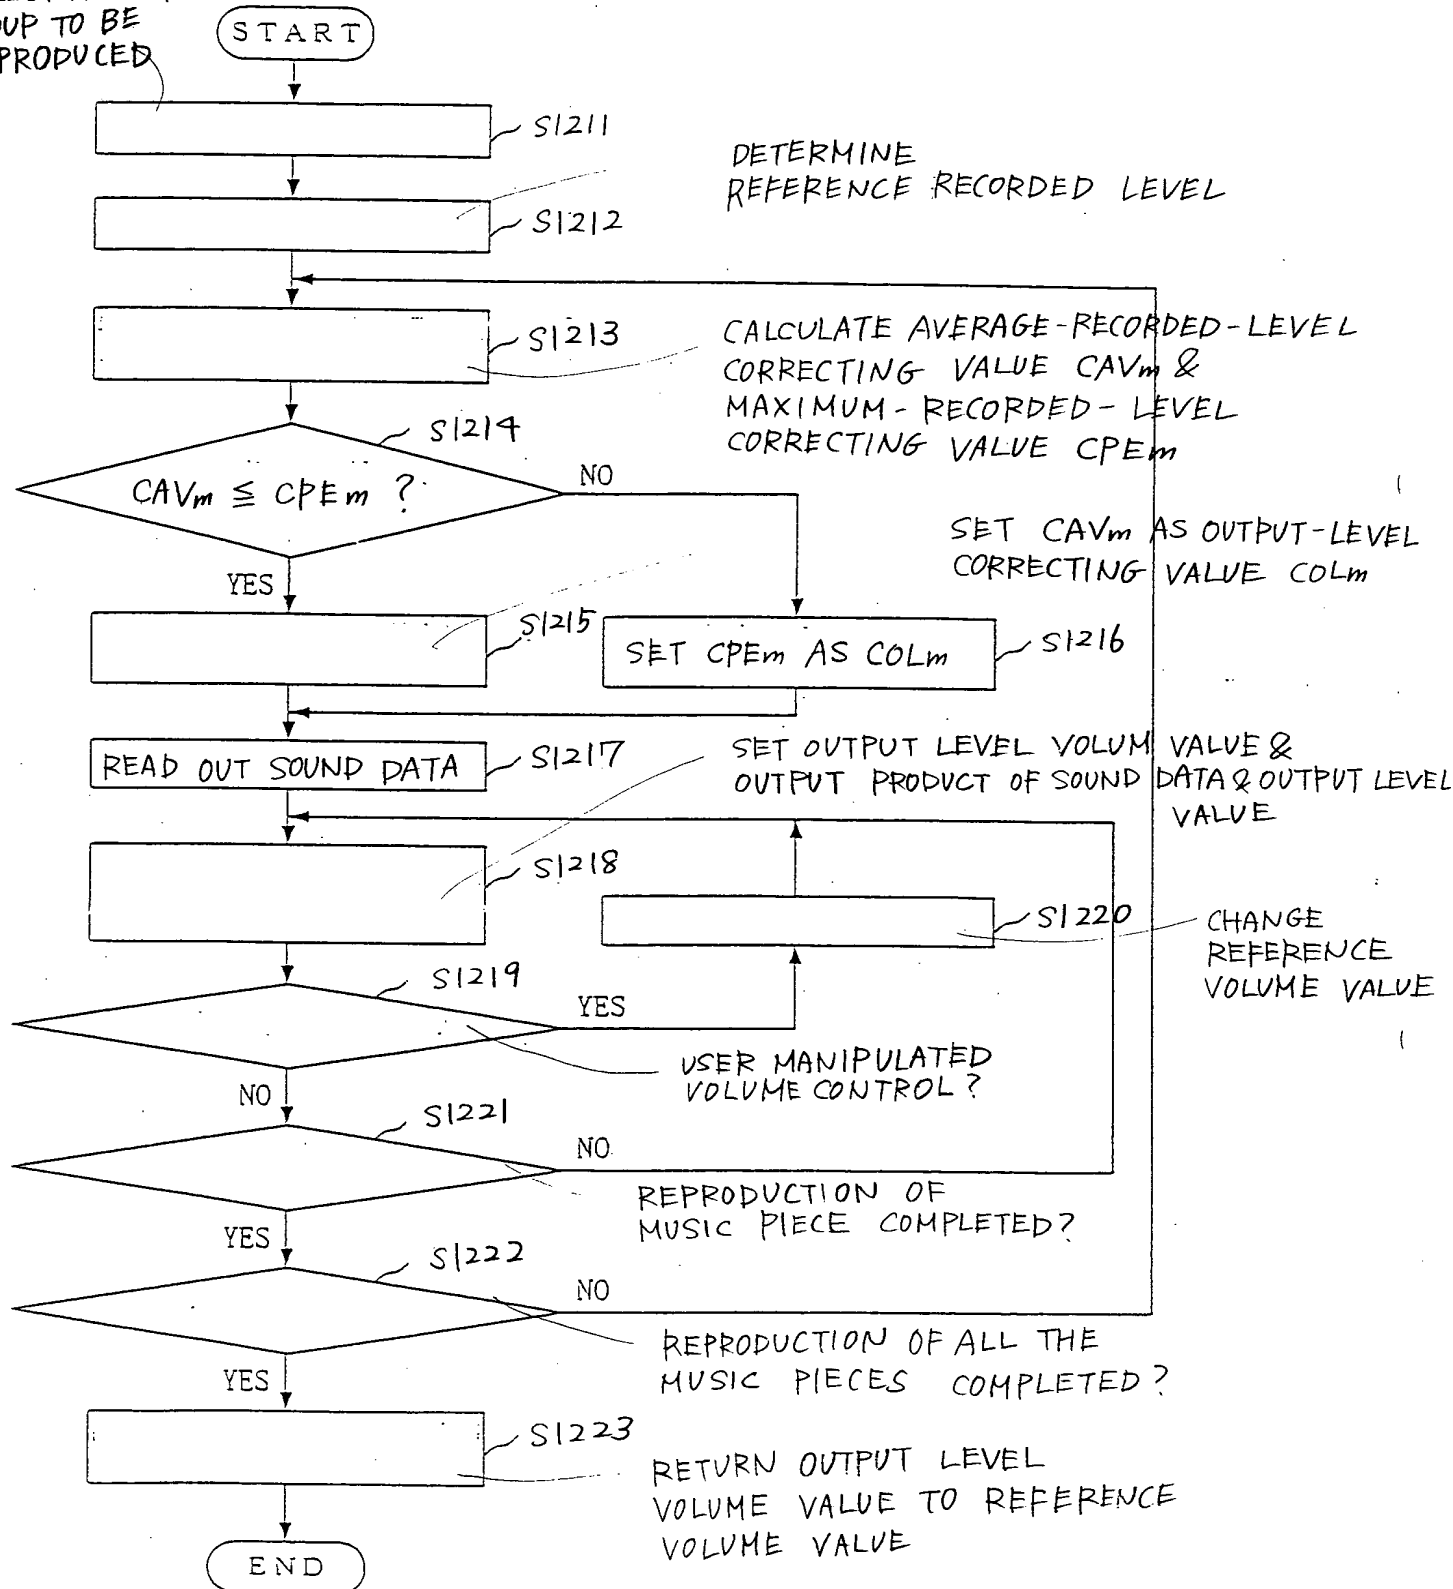 TO BE
START
S1211
DETERMINE
REFERENCE RECORDED LEVEL
S1212
S1213
CALCULATE AVERAGE-RECORDED-LEVEL
CORRECTING VALUE CAVm &
MAXIMUM-RECORDED-LEVEL
CORRECTING VALUE CPEm
S1214
CAVm ≦ CPEm ?
NO
SET CAVm AS OUTPUT-LEVEL
CORRECTING VALUE COLm
YES
S1215
SET CPEm AS COLm
S1216
READ OUT SOUND DATA
S1217
SET OUTPUT LEVEL VOLUM VALUE &
OUTPUT PRODUCT OF SOUND DATA & OUTPUT LEVEL
VALUE
S1218
S1220
CHANGE
REFERENCE
VOLUME VALUE
S1219
YES
USER MANIPULATED
VOLUME CONTROL?
NO
S1221
NO
REPRODUCTION OF
MUSIC PIECE COMPLETED?
YES
S1222
NO
REPRODUCTION OF ALL THE
MUSIC PIECES COMPLETED?
YES
S1223
RETURN OUTPUT LEVEL
VOLUME VALUE TO REFERENCE
VOLUME VALUE
END